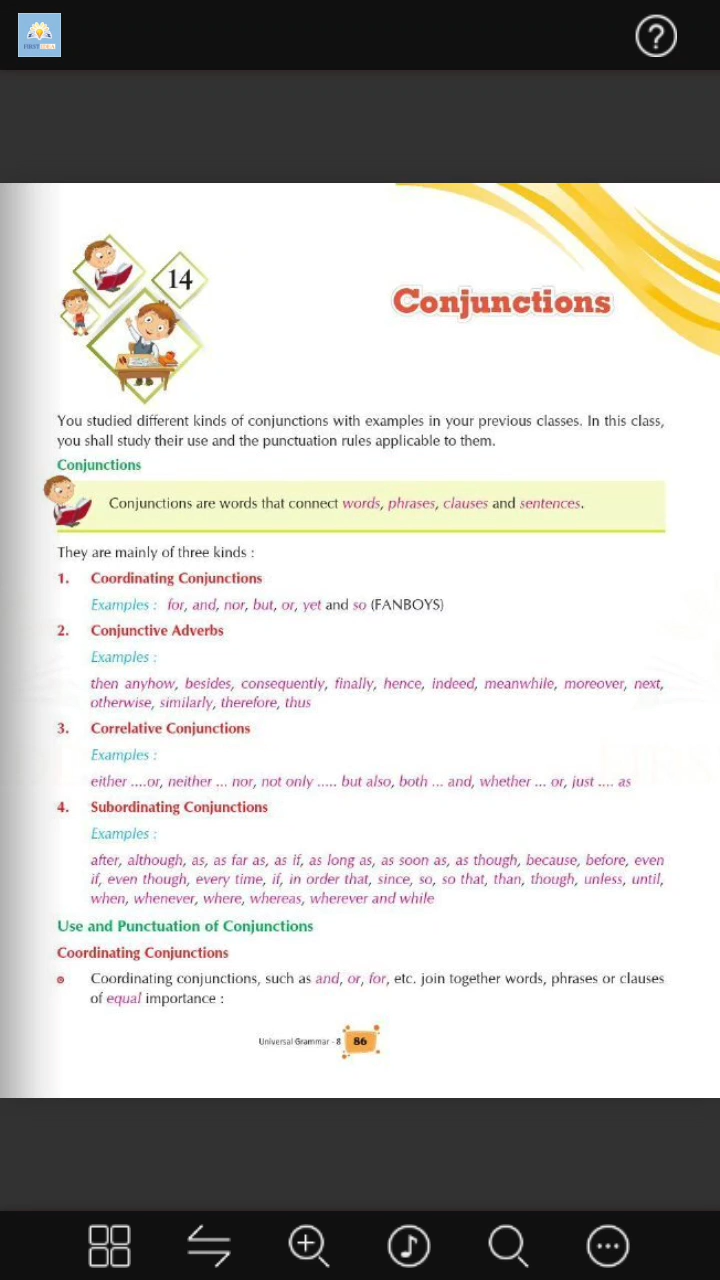 14
Conjunctions
You studied different kinds of conjunctions with examples in your previous classes. In this class,
you shall study their use and the punctuation rules applicable to them.
Conjunctions
Conjunctions are words that connect words, phrases, clauses and sentences.
They are mainly of three kinds :
1. Coordinating Conjunctions
Examples : for, and, nor, but, or, yet and so (FANBOYS)
2. Conjunctive Adverbs
Examples :
then anyhow, besides, consequently, finally, hence, indeed, meanwhile, moreover, next,
otherwise, similarly, therefore, thus
3. Correlative Conjunctions
Examples :
either ....or, neither ... nor, not only ..... but also, both ... and, whether ... or, just .... as
4. Subordinating Conjunctions
Examples :
after, although, as, as far as, as if, as long as, as soon as, as though, because, before, even
if, even though, every time, if, in order that, since, so, so that, than, though, unless, until,
when, whenever, where, whereas, wherever and while
Use and Punctuation of Conjunctions
Coordinating Conjunctions
Coordinating conjunctions, such as and, or, for, etc. join together words, phrases or clauses
of equal importance :
Universal Grammar - 8 86